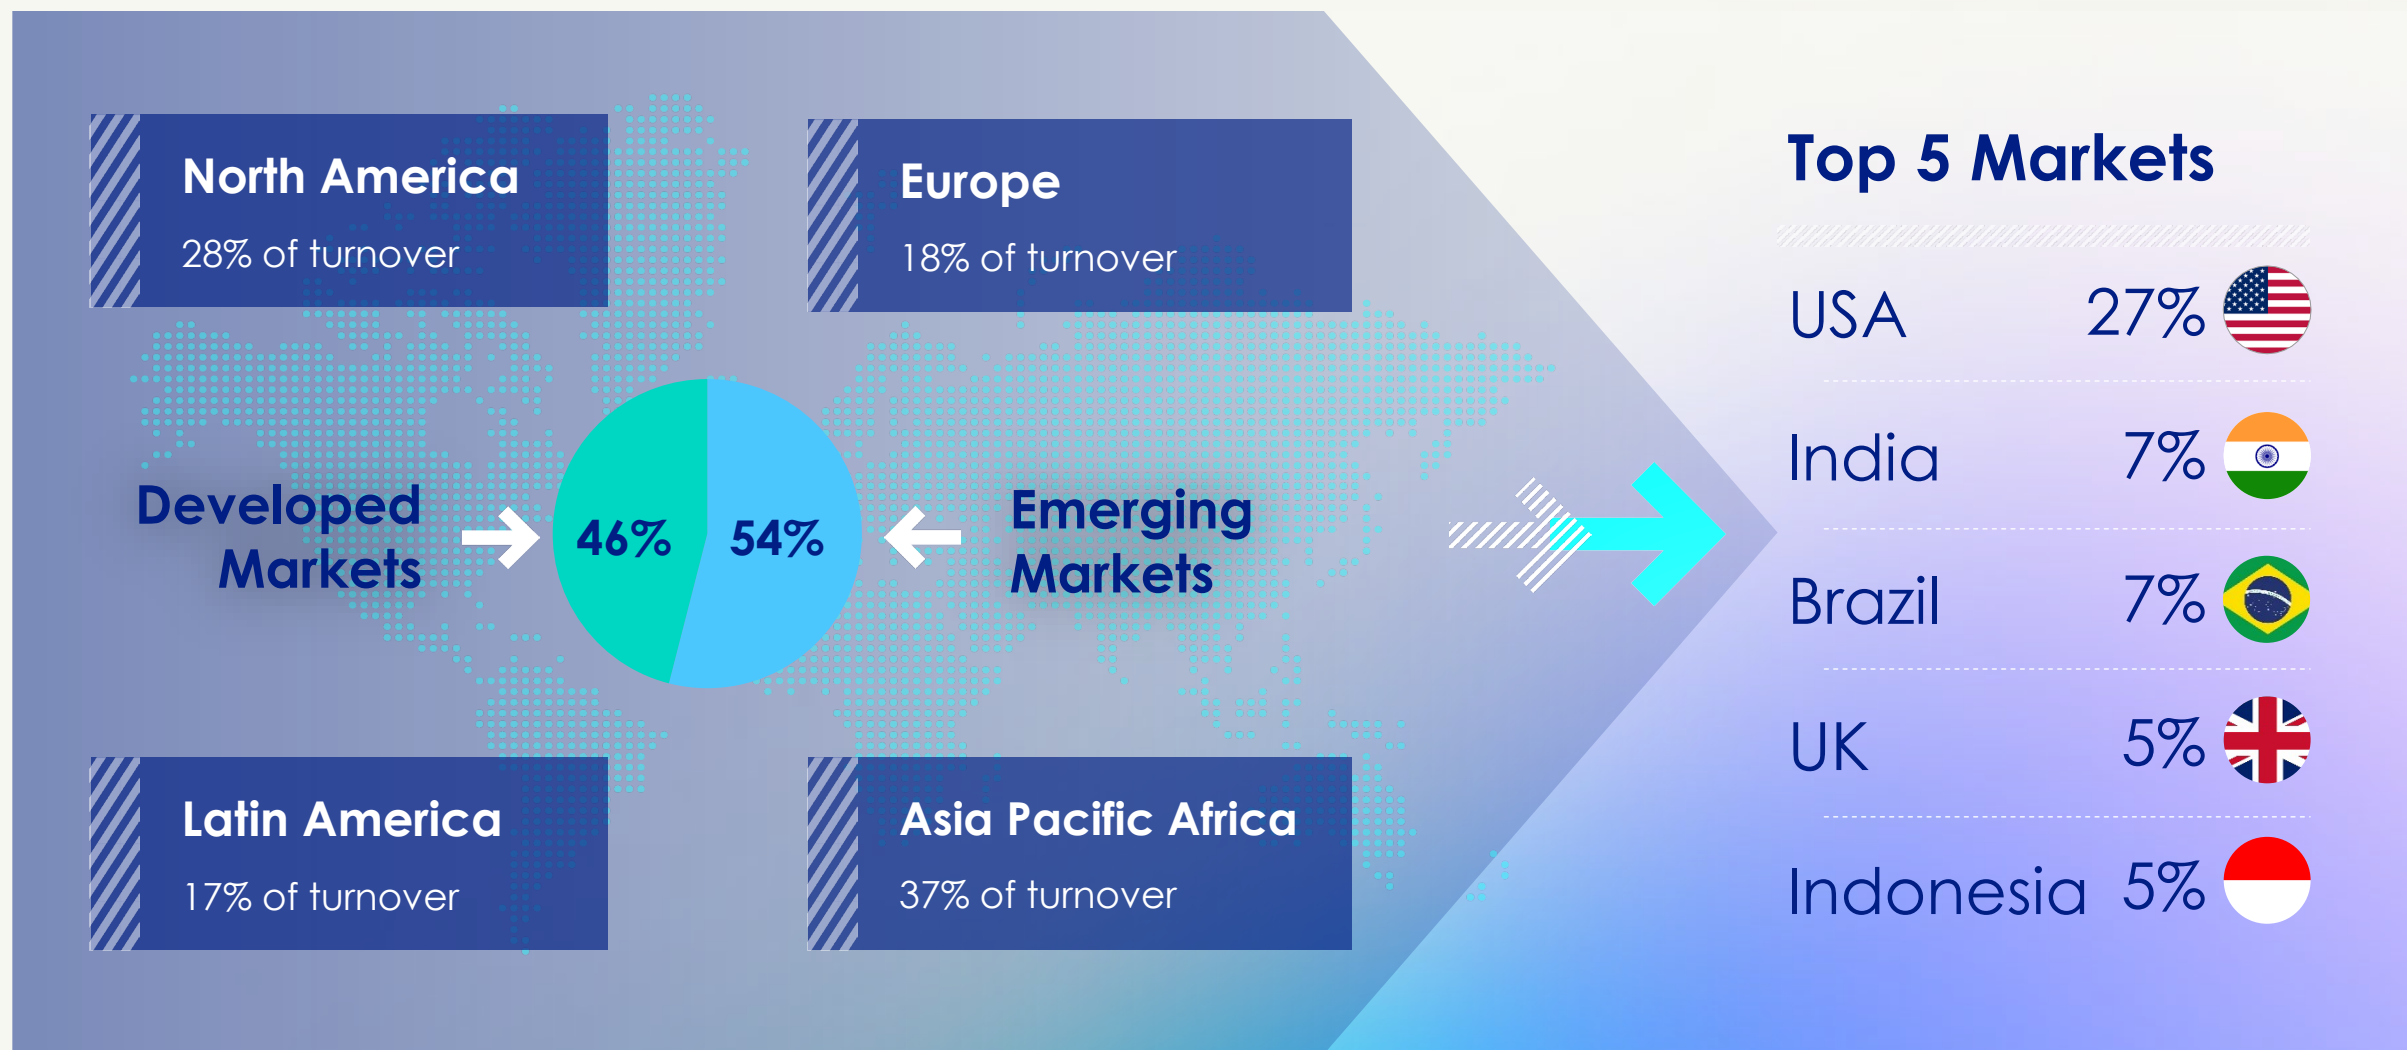 North America
28% of turnover
Europe
18% of turnover
Developed
Markets
46%
54%
Emerging
Markets
Latin America
17% of turnover
Asia Pacific Africa
37% of turnover
Top 5 Markets
USA 27%
India 7%
Brazil 7%
UK 5%
Indonesia 5%